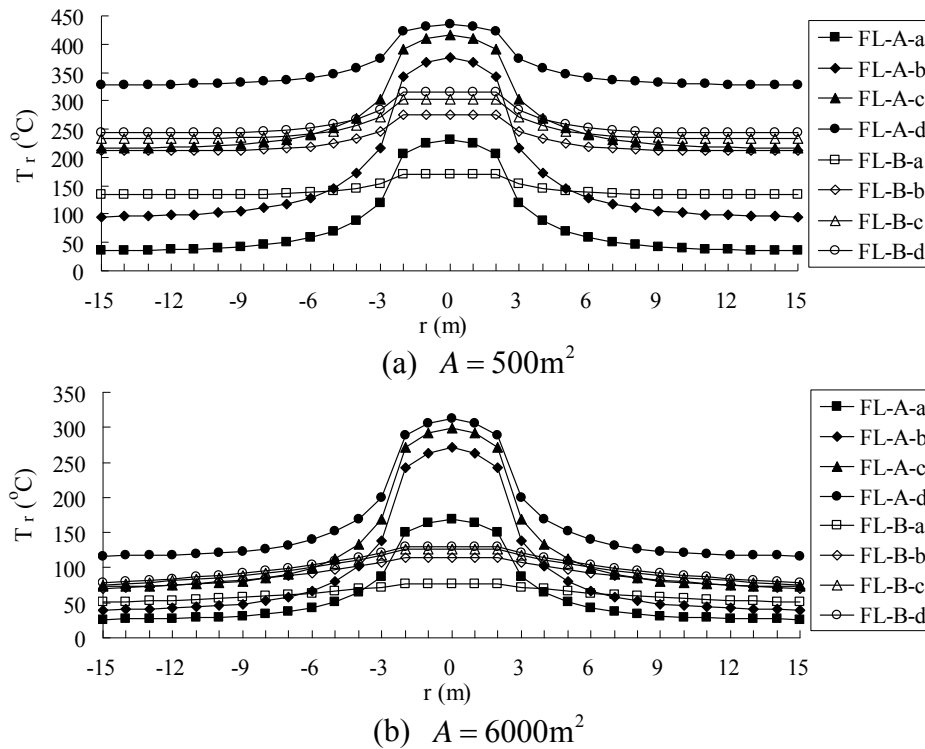 450
400
350
300
250
200
150
100
50
0
T r (°C)
-15 -12 -9 -6 -3 0 3 6 9 12 15
r (m)
FL-A-a
FL-A-b
FL-A-c
FL-A-d
FL-B-a
FL-B-b
FL-B-c
FL-B-d
(a) A = 500m²
350
300
250
200
150
100
50
0
T r (°C)
-15 -12 -9 -6 -3 0 3 6 9 12 15
r (m)
FL-A-a
FL-A-b
FL-A-c
FL-A-d
FL-B-a
FL-B-b
FL-B-c
FL-B-d
(b) A = 6000m²